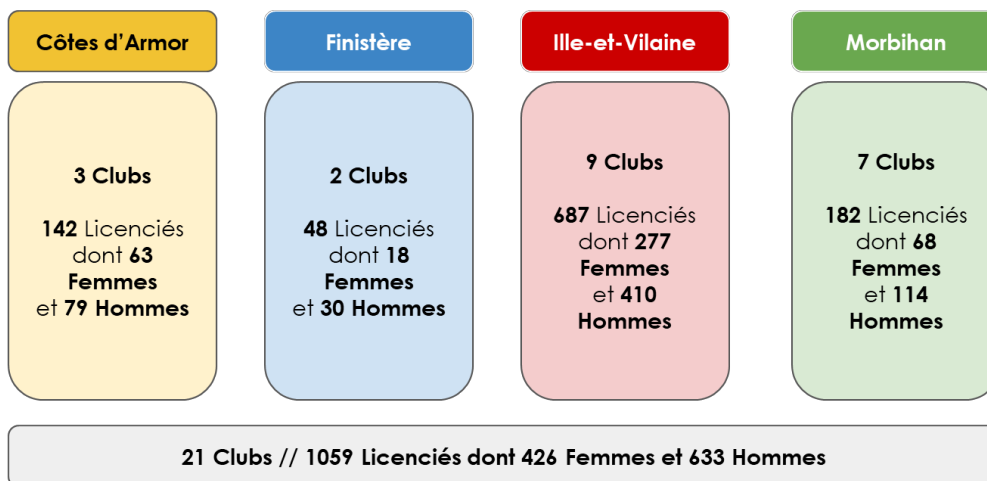 Côtes d’Armor
Finistère
Ille-et-Vilaine
Morbihan
3 Clubs
142 Licenciés
dont 63
Femmes
et 79 Hommes
2 Clubs
48 Licenciés
dont 18
Femmes
et 30 Hommes
9 Clubs
687 Licenciés
dont 277
Femmes
et 410
Hommes
7 Clubs
182 Licenciés
dont 68
Femmes
et 114
Hommes
21 Clubs // 1059 Licenciés dont 426 Femmes et 633 Hommes